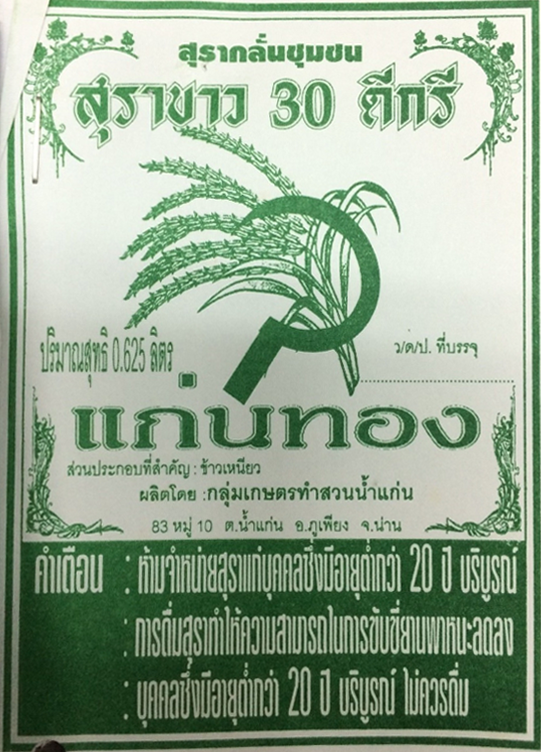 สุรากลั่นชุมชน
สุราขาว 30 ดีกรี
ปริมาณสุทธิ 0.625 ลิตร
ว/ด/ป. ที่บรรจุ
แก่นทอง
ส่วนประกอบที่สำคัญ : ข้าวเหนียว
ผลิตโดย : กลุ่มเกษตรทำสวนน้ำแก่น
83 หมู่ 10 ต.น้ำแก่น อ.ภูเพียง จ.น่าน
คำเตือน : ห้ามจำหน่ายสุราแก่บุคคลซึ่งมีอายุต่ำกว่า 20 ปี บริบูรณ์
: การดื่มสุราทำให้ความสามารถในการขับขี่ยานพาหนะลดลง
: บุคคลซึ่งมีอายุต่ำกว่า 20 ปี บริบูรณ์ ไม่ควรดื่ม